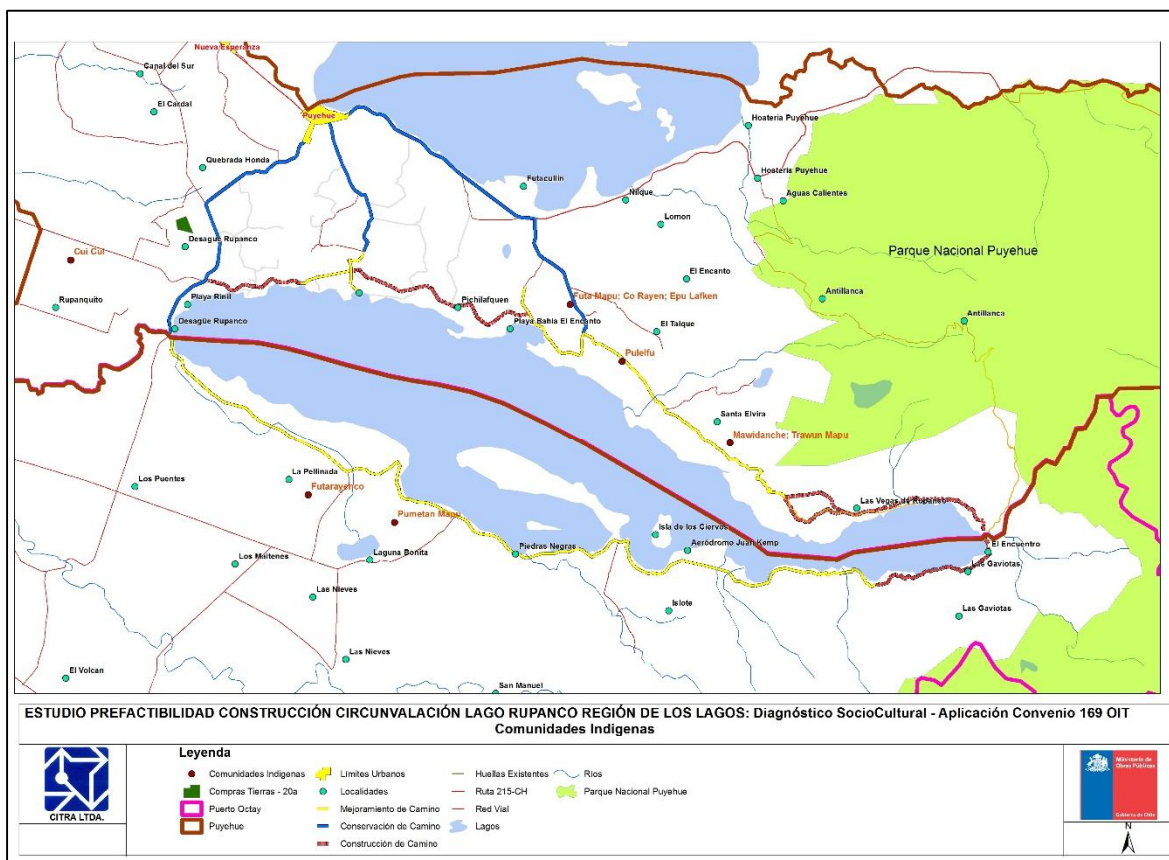 Nueva Esperanza
Canal del Sur
El Cardal
Puyehue
Hosteria Puyehue
Quebrada Honda
Futacullin
Hosteria Puyehue
Ñilque
Aguas Calientes
Lomon
Desagüe Rupanco
Parque Nacional Puyehue
Cui Cui
El Encanto
Rupanquito
Playa Rinil
Pichilafquen
Futa Mapu; Co Rayen; Epu Lafken
Antillanca
Desagüe Rupanco
Playa Bahia El Encanto
El Taique
Antillanca
Pulelfu
Santa Elvira
Mawidanche; Trawun Mapu
La Pellinada
Los Puentes
Futarayenco
Las Vegas de Rupanco
Pumetan Mapu
Isla de los Ciervos
Piedras Negras
Aeródromo Juan Kemp
El Encuentro
Los Maitenes
Laguna Bonita
Las Gaviotas
Las Nieves
Islote
Las Gaviotas
Las Nieves
El Volcan
San Manuel
ESTUDIO PREFACTIBILIDAD CONSTRUCCIÓN CIRCUNVALACIÓN LAGO RUPANCO REGIÓN DE LOS LAGOS: Diagnóstico SocioCultural - Aplicación Convenio 169 OIT
Comunidades Indígenas
CITRA LTDA.
Leyenda
Comunidades Indigenas
Compras Tierras - 20a
Puerto Octay
Puyehue
Límites Urbanos
Localidades
Mejoramiento de Camino
Conservación de Camino
Construcción de Camino
Huellas Existentes
Ruta 215-CH
Red Vial
Lagos
Rios
Parque Nacional Puyehue
Ministerio de
Obras Públicas
Gobierno de Chile
N